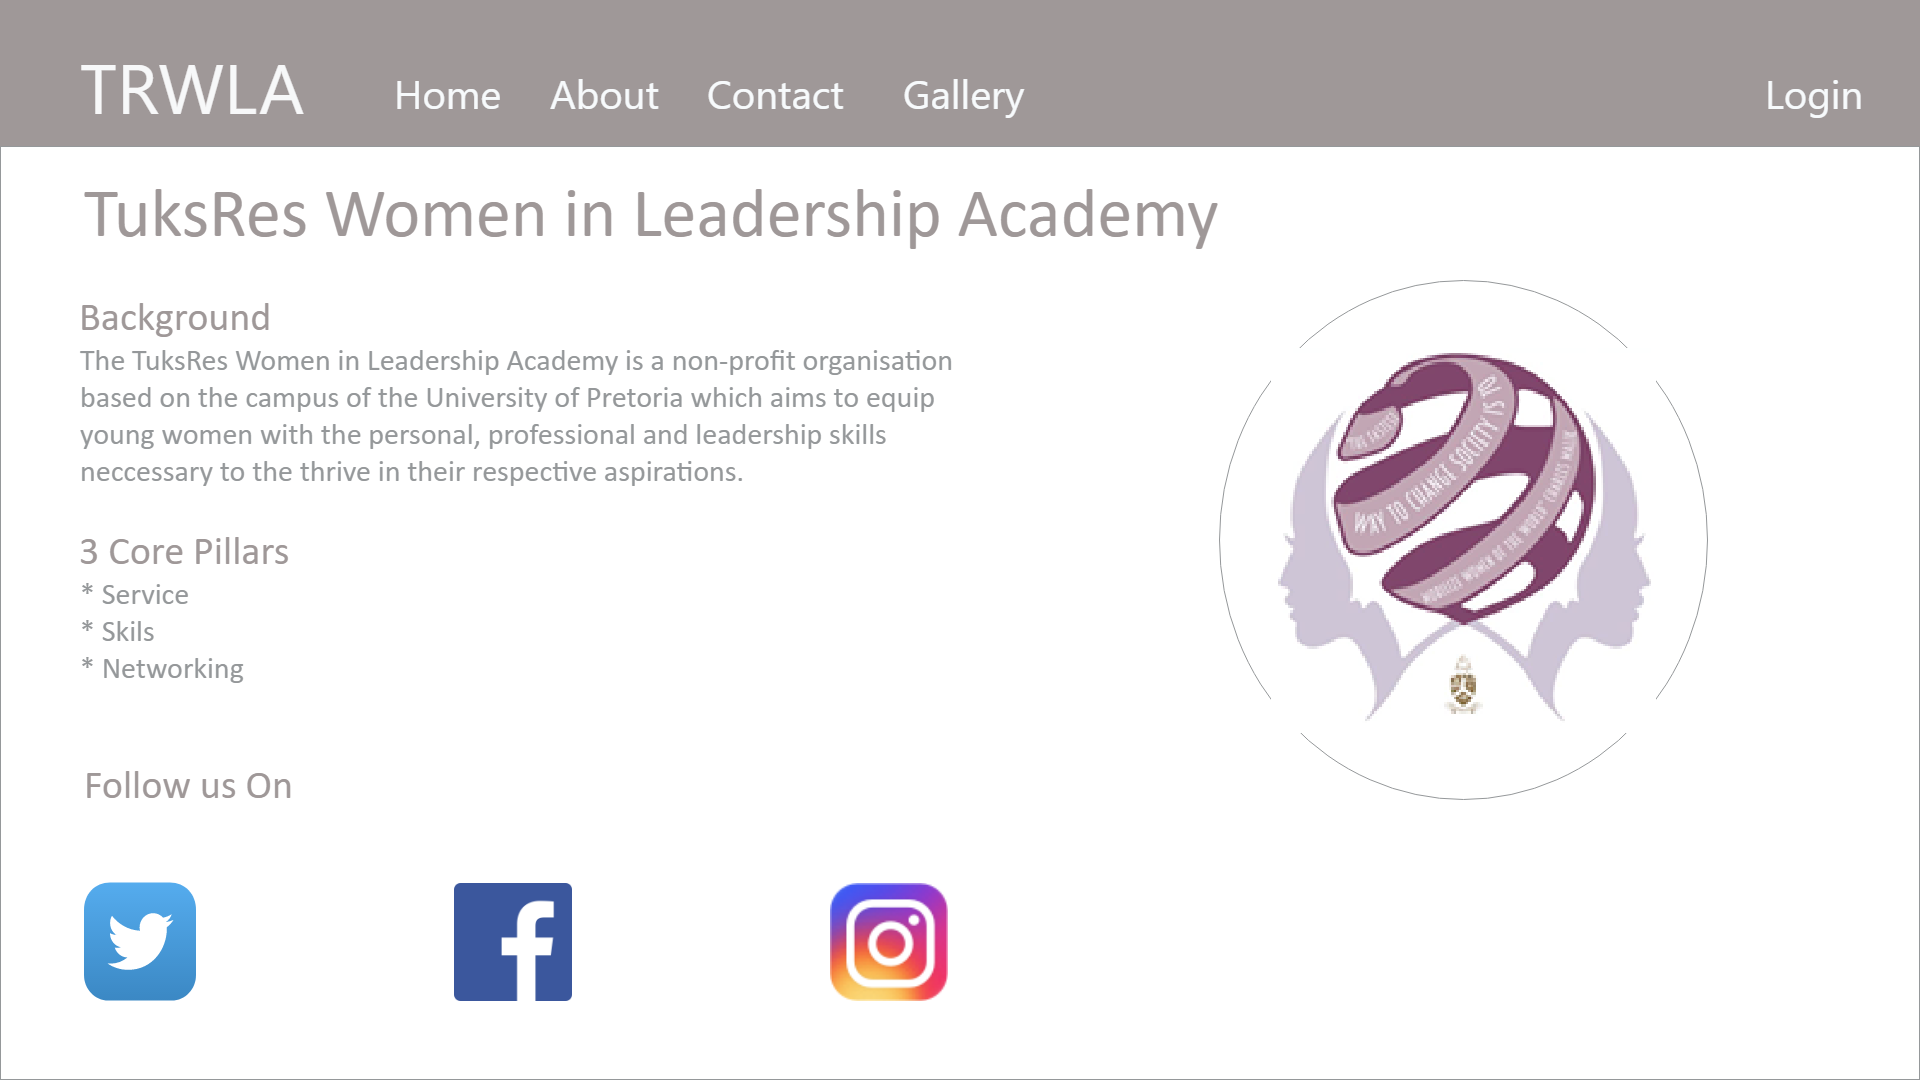 TRWLA Home About Contact Gallery Login
TuksRes Women in Leadership Academy
Background
The TuksRes Women in Leadership Academy is a non-profit organisation
based on the campus of the University of Pretoria which aims to equip
young women with the personal, professional and leadership skills
neccessary to the thrive in their respective aspirations.
3 Core Pillars
* Service
* Skils
* Networking
Follow us On
WAY TO CHANGE SOCIETY IS TO
MOBILIZE WOMEN OF THE WORLD" CHARLES MALIK